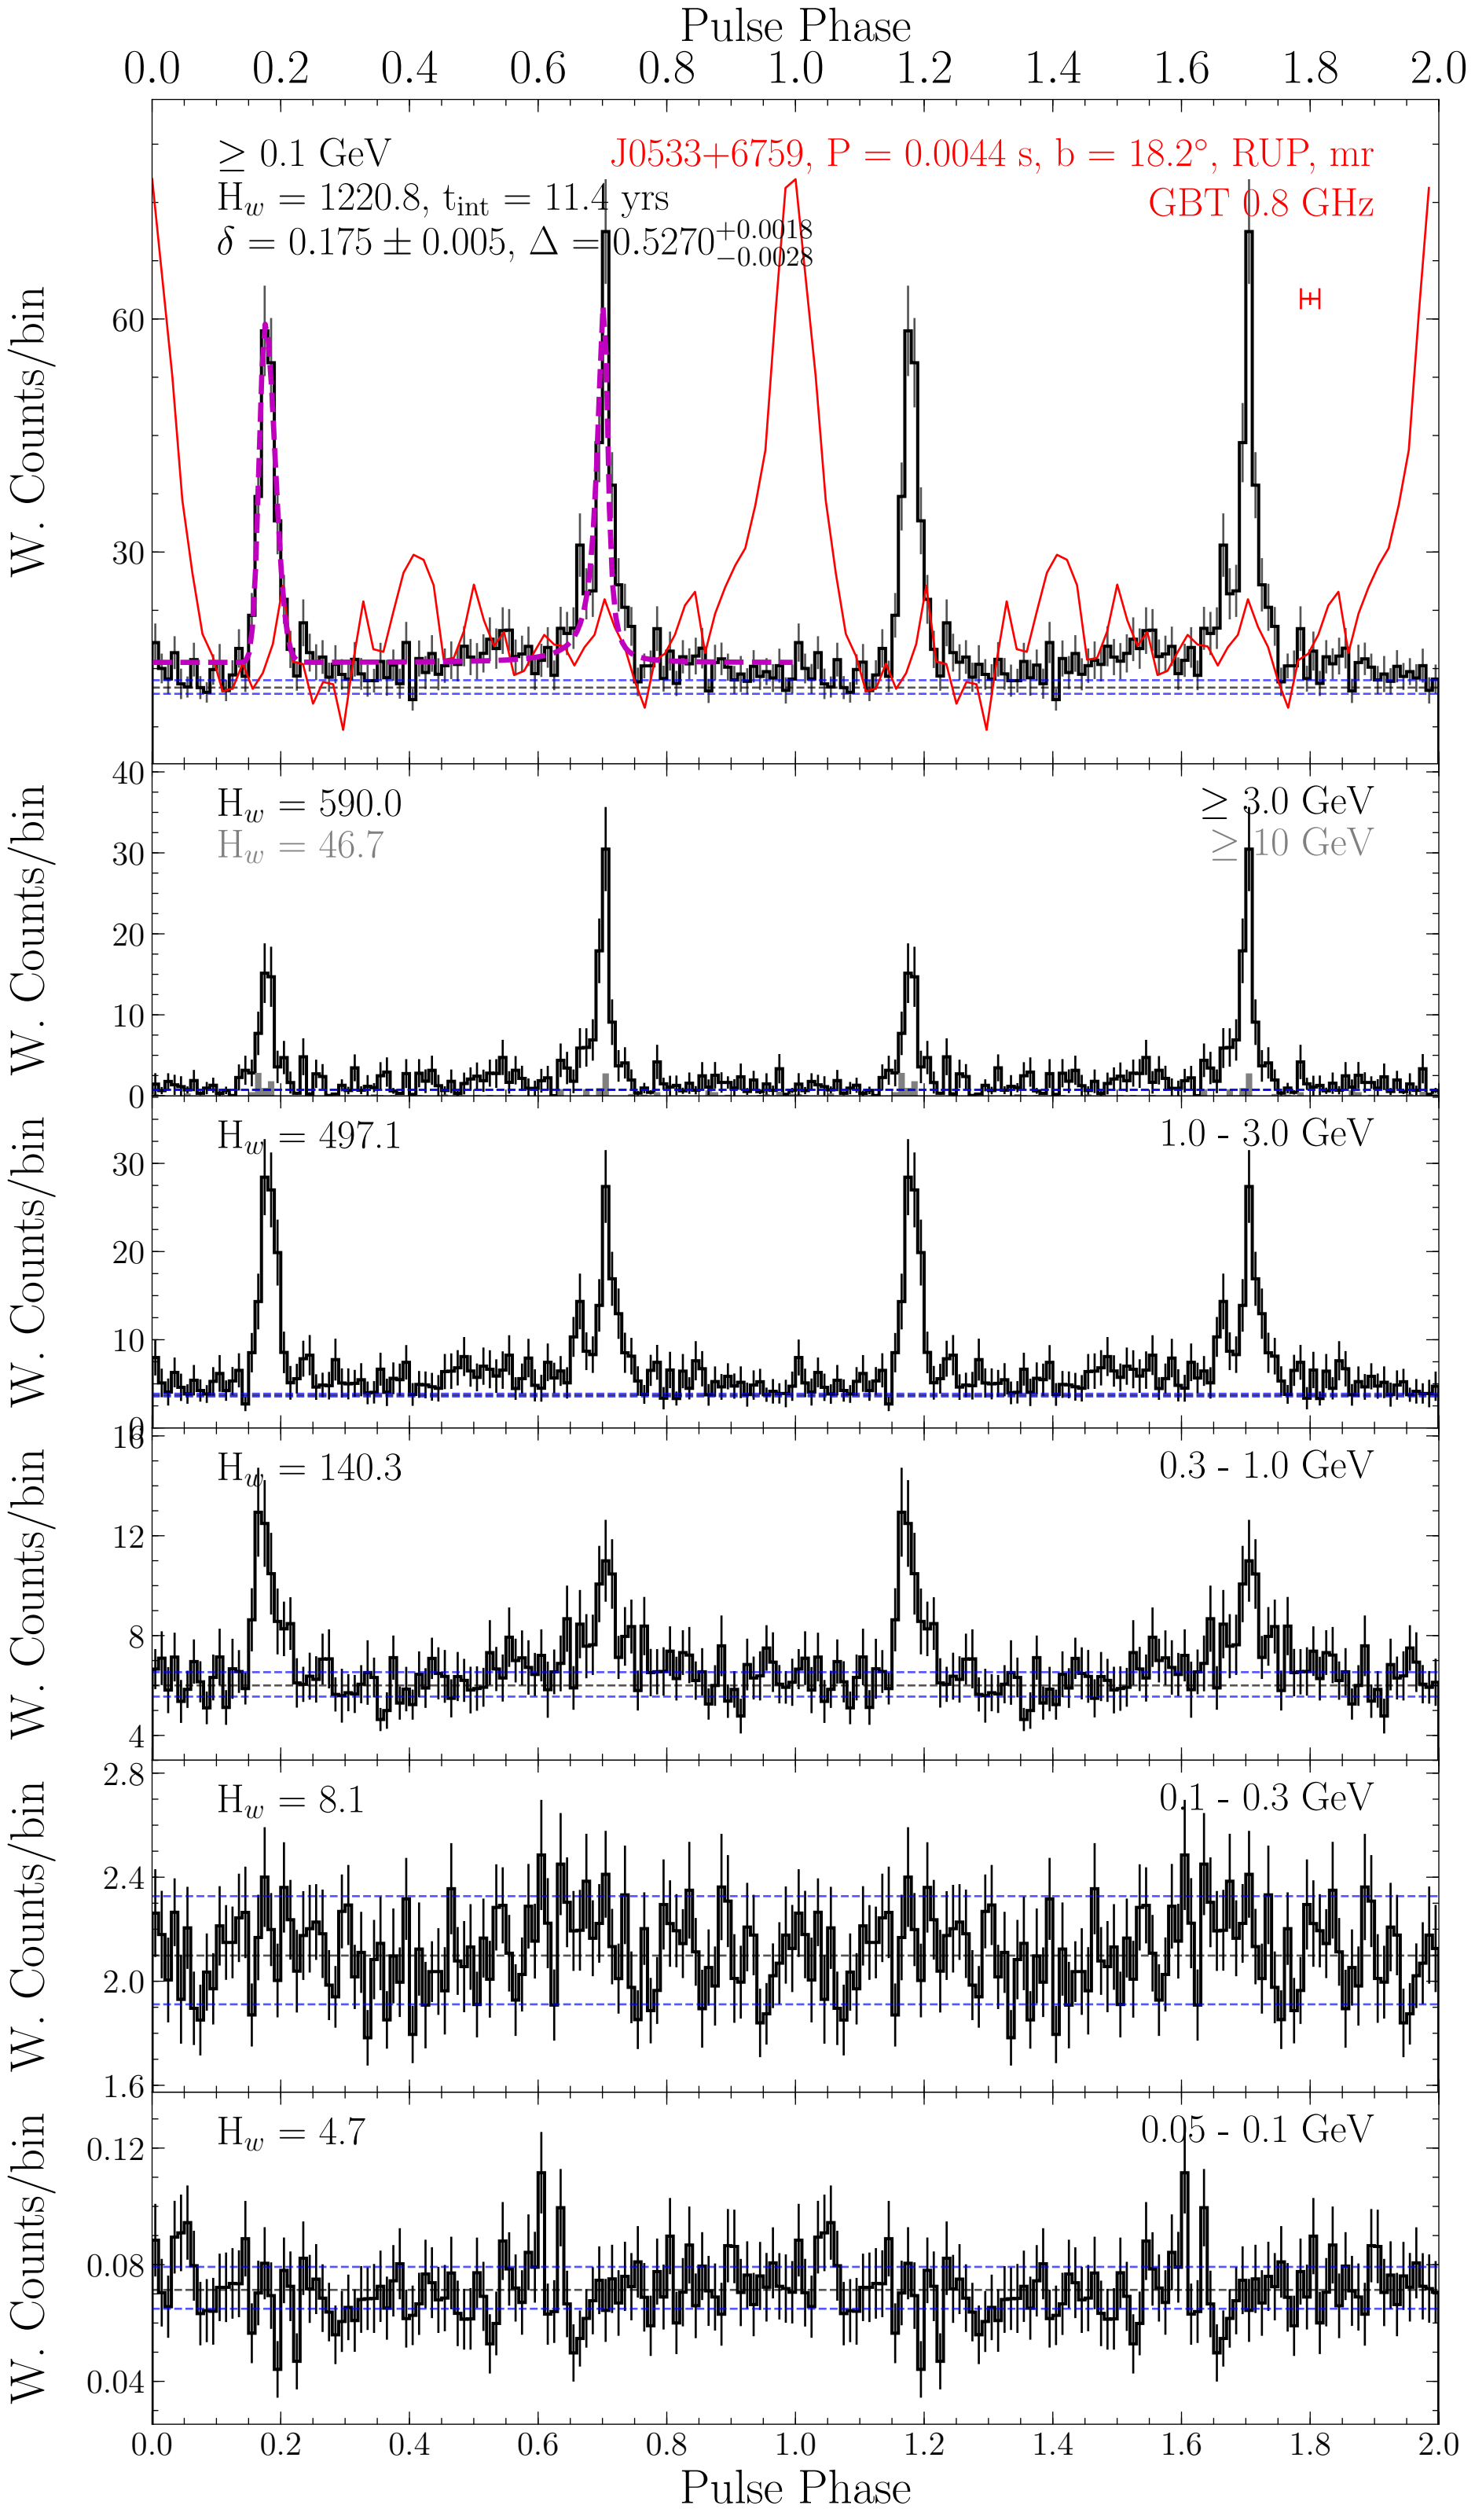 Pulse Phase
0.0 0.2 0.4 0.6 0.8 1.0 1.2 1.4 1.6 1.8 2.0
≥ 0.1 GeV
J0533+6759, P = 0.0044 s, b = 18.2°, RUP, mr
H_w = 1220.8, t_int = 11.4 yrs
GBT 0.8 GHz
δ = 0.175 ± 0.005, Δ = 0.5270^{+0.0018}_{−0.0028}
W. Counts/bin
60
30
W. Counts/bin
40
30
20
10
0
H_w = 590.0
≥ 3.0 GeV
H_w = 46.7
≥ 10 GeV
W. Counts/bin
30
20
10
0
H_w = 497.1
1.0 - 3.0 GeV
W. Counts/bin
16
12
8
4
H_w = 140.3
0.3 - 1.0 GeV
W. Counts/bin
2.8
2.4
2.0
1.6
H_w = 8.1
0.1 - 0.3 GeV
W. Counts/bin
0.12
0.08
0.04
H_w = 4.7
0.05 - 0.1 GeV
0.0 0.2 0.4 0.6 0.8 1.0 1.2 1.4 1.6 1.8 2.0
Pulse Phase